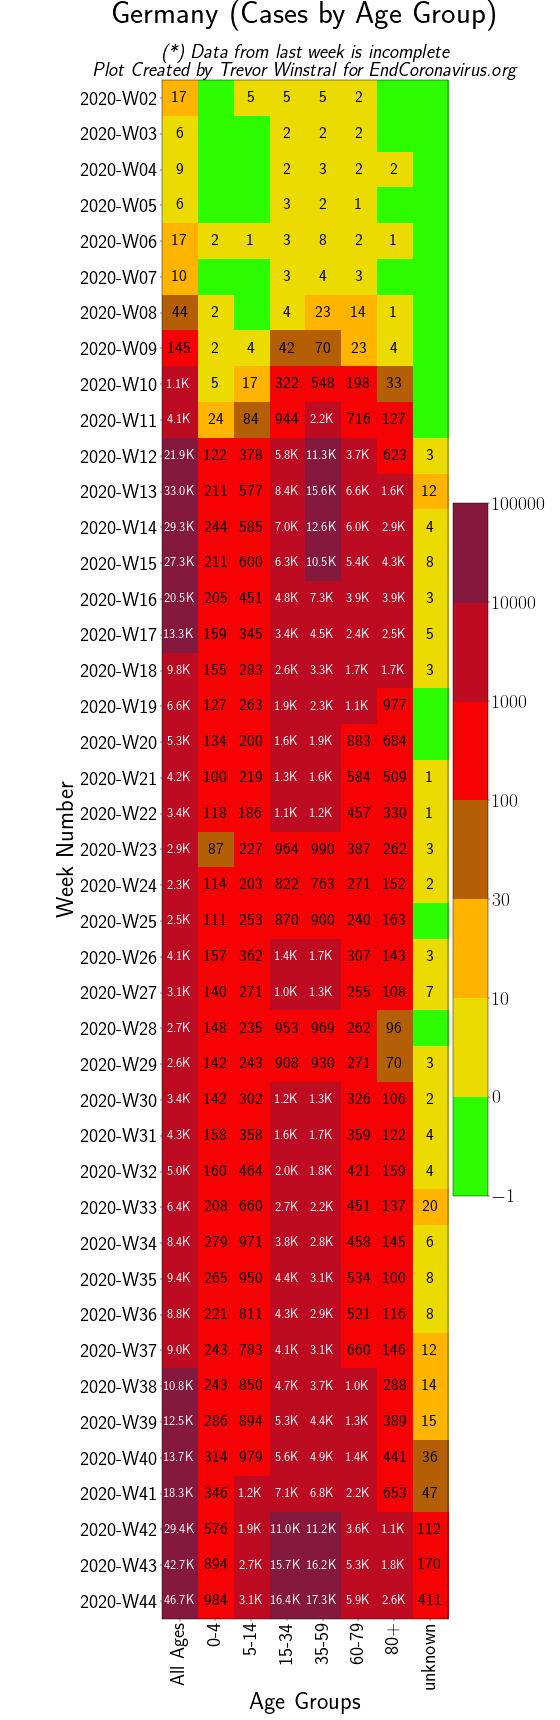 Germany (Cases by Age Group)
(*) Data from last week is incomplete
Plot Created by Trevor Winstral for EndCoronavirus.org
2020-W02 17 5 5 5 2
2020-W03 6 2 2 2
2020-W04 9 2 3 2 2
2020-W05 6 3 2 1
2020-W06 17 2 1 3 8 2 1
2020-W07 10 3 4 3
2020-W08 44 2 4 23 14 1
2020-W09 145 2 4 42 70 23 4
2020-W10 1.1K 5 17 322 548 198 33
2020-W11 4.1K 24 84 944 2.2K 716 127
2020-W12 21.9K 122 378 5.8K 11.3K 3.7K 623 3
2020-W13 33.0K 211 577 8.4K 15.6K 6.6K 1.6K 12
2020-W14 29.3K 244 585 7.0K 12.6K 6.0K 2.9K 4
2020-W15 27.3K 211 600 6.3K 10.5K 5.4K 4.3K 8
2020-W16 20.5K 205 451 4.8K 7.3K 3.9K 3.9K 3
2020-W17 13.3K 159 345 3.4K 4.5K 2.4K 2.5K 5
2020-W18 9.8K 155 283 2.6K 3.3K 1.7K 1.7K 3
2020-W19 6.6K 127 263 1.9K 2.3K 1.1K 977
2020-W20 5.3K 134 200 1.6K 1.9K 883 684
2020-W21 4.2K 100 219 1.3K 1.6K 584 509 1
2020-W22 3.4K 118 186 1.1K 1.2K 457 330 1
2020-W23 2.9K 87 227 964 990 387 262 3
2020-W24 2.3K 114 203 822 763 271 152 2
2020-W25 2.5K 111 253 870 900 240 163
2020-W26 4.1K 157 362 1.4K 1.7K 307 143 3
2020-W27 3.1K 140 271 1.0K 1.3K 255 108 7
2020-W28 2.7K 148 235 953 969 262 96
2020-W29 2.6K 142 243 908 930 271 70 3
2020-W30 3.4K 142 302 1.2K 1.3K 326 106 2
2020-W31 4.3K 158 358 1.6K 1.7K 359 122 4
2020-W32 5.0K 160 464 2.0K 1.8K 421 159 4
2020-W33 6.4K 208 660 2.7K 2.2K 451 137 20
2020-W34 8.4K 279 971 3.8K 2.8K 458 145 6
2020-W35 9.4K 265 950 4.4K 3.1K 534 100 8
2020-W36 8.8K 221 811 4.3K 2.9K 521 116 8
2020-W37 9.0K 243 783 4.1K 3.1K 660 146 12
2020-W38 10.8K 243 850 4.7K 3.7K 1.0K 288 14
2020-W39 12.5K 286 894 5.3K 4.4K 1.3K 389 15
2020-W40 13.7K 314 979 5.6K 4.9K 1.4K 441 36
2020-W41 18.3K 346 1.2K 7.1K 6.8K 2.2K 653 47
2020-W42 29.4K 576 1.9K 11.0K 11.2K 3.6K 1.1K 112
2020-W43 42.7K 894 2.7K 15.7K 16.2K 5.3K 1.8K 170
2020-W44 46.7K 984 3.1K 16.4K 17.3K 5.9K 2.6K 411
All Ages 0-4 5-14 15-34 35-59 60-79 80+ unknown
Age Groups
Week Number
100000
10000
1000
100
30
10
0
−1